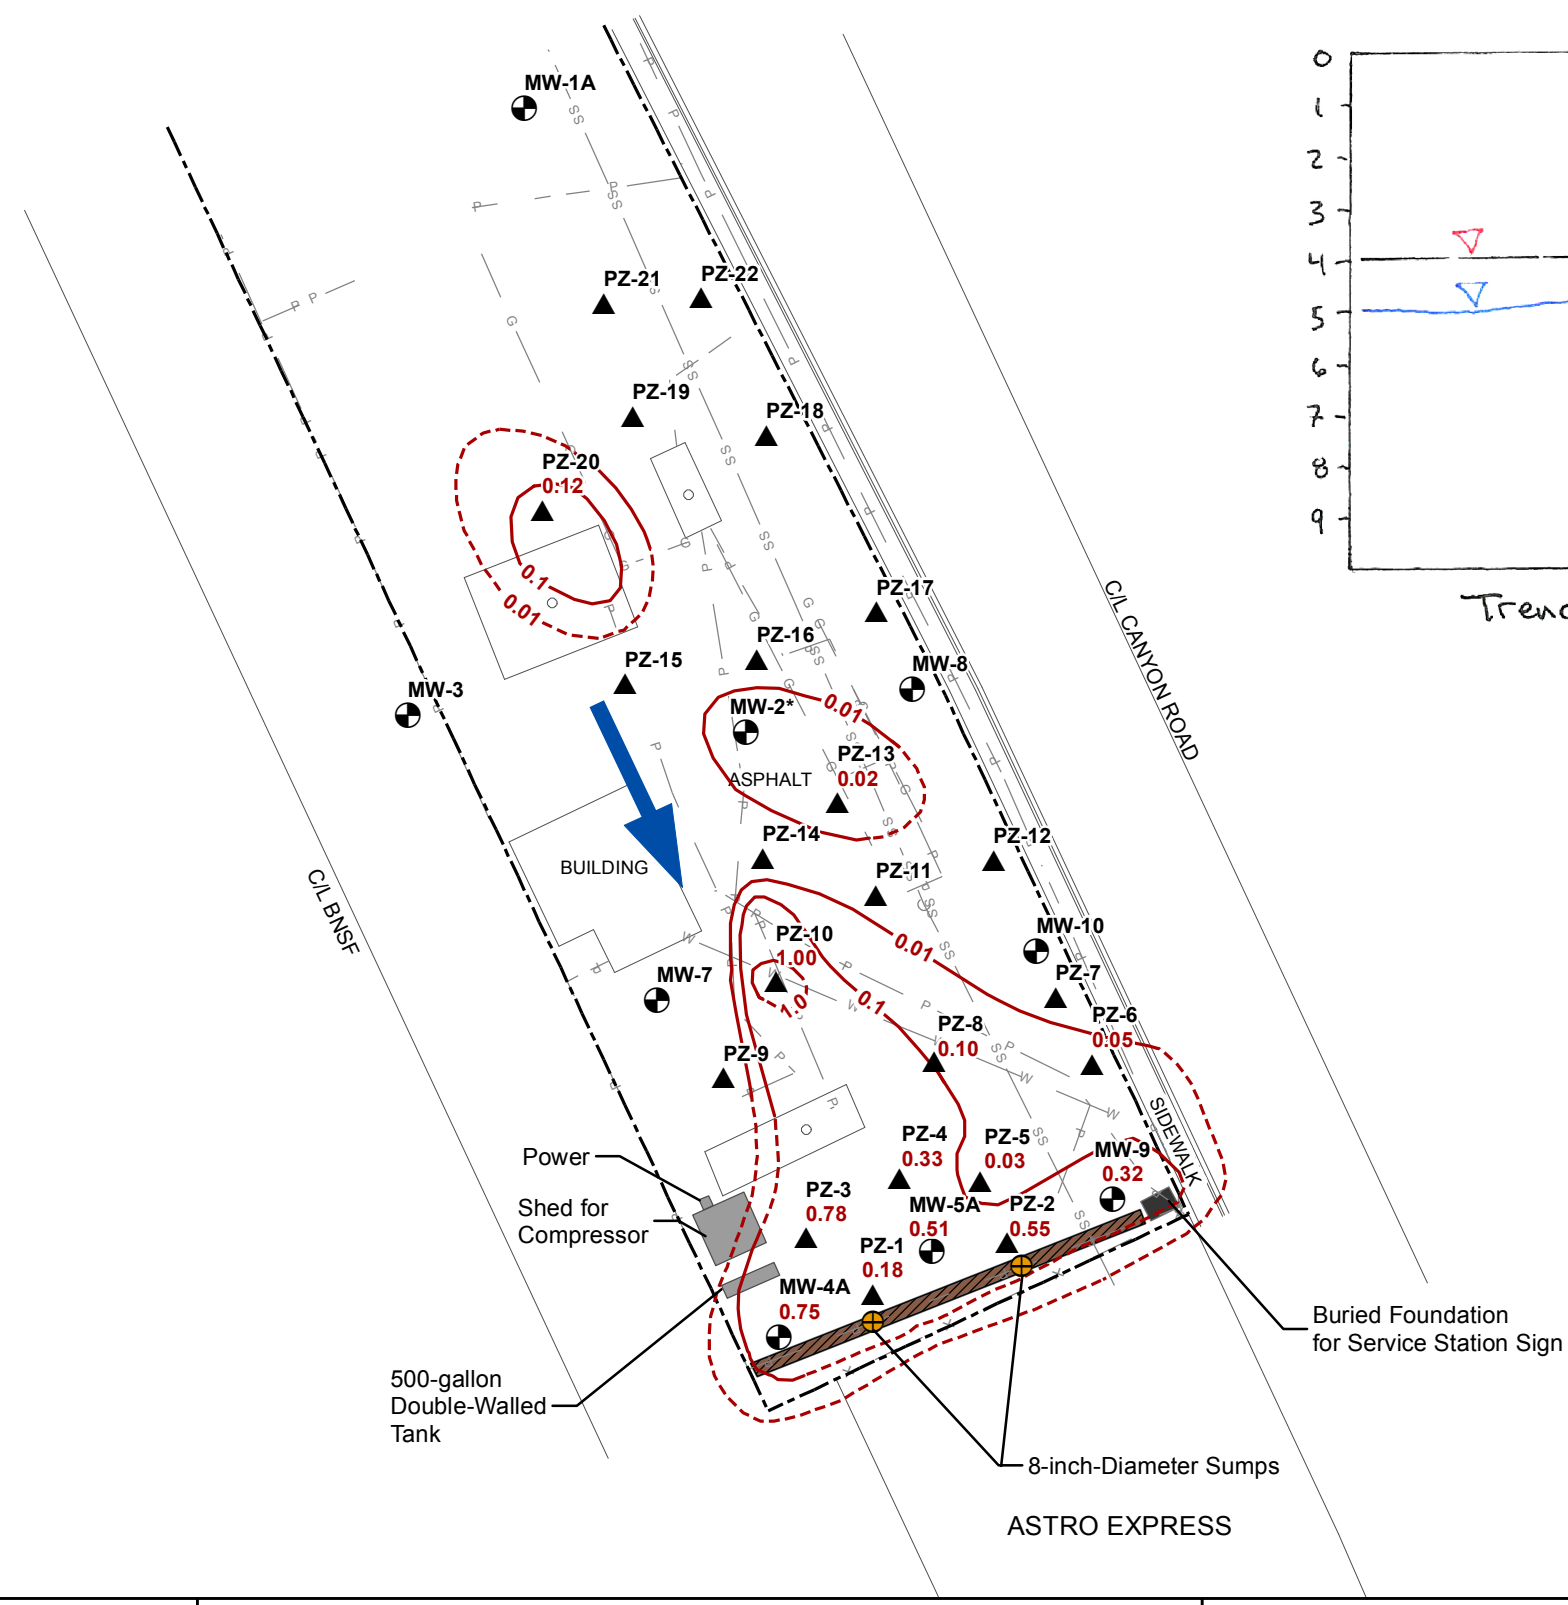 MW-1A
0
1
2
3
4
5
6
7
8
9
Trenc
PZ-21
PZ-22
PZ-19
PZ-18
PZ-20
0.12
0.1
0.01
PZ-17
PZ-16
PZ-15
MW-8
MW-3
MW-2*
0.01
PZ-13
0.02
ASPHALT
C/L CANYON ROAD
PZ-14
PZ-12
BUILDING
PZ-11
C/L BNSF
PZ-10
1.00
1.0
0.01
0.1
MW-10
PZ-7
MW-7
PZ-6
0.05
PZ-8
0.10
PZ-9
SIDEWALK
PZ-4
0.33
PZ-5
0.03
MW-9
0.32
Power
Shed for
Compressor
PZ-3
0.78
MW-5A
0.51
PZ-2
0.55
PZ-1
0.18
MW-4A
0.75
500-gallon
Double-Walled
Tank
Buried Foundation
for Service Station Sign
8-inch-Diameter Sumps
ASTRO EXPRESS